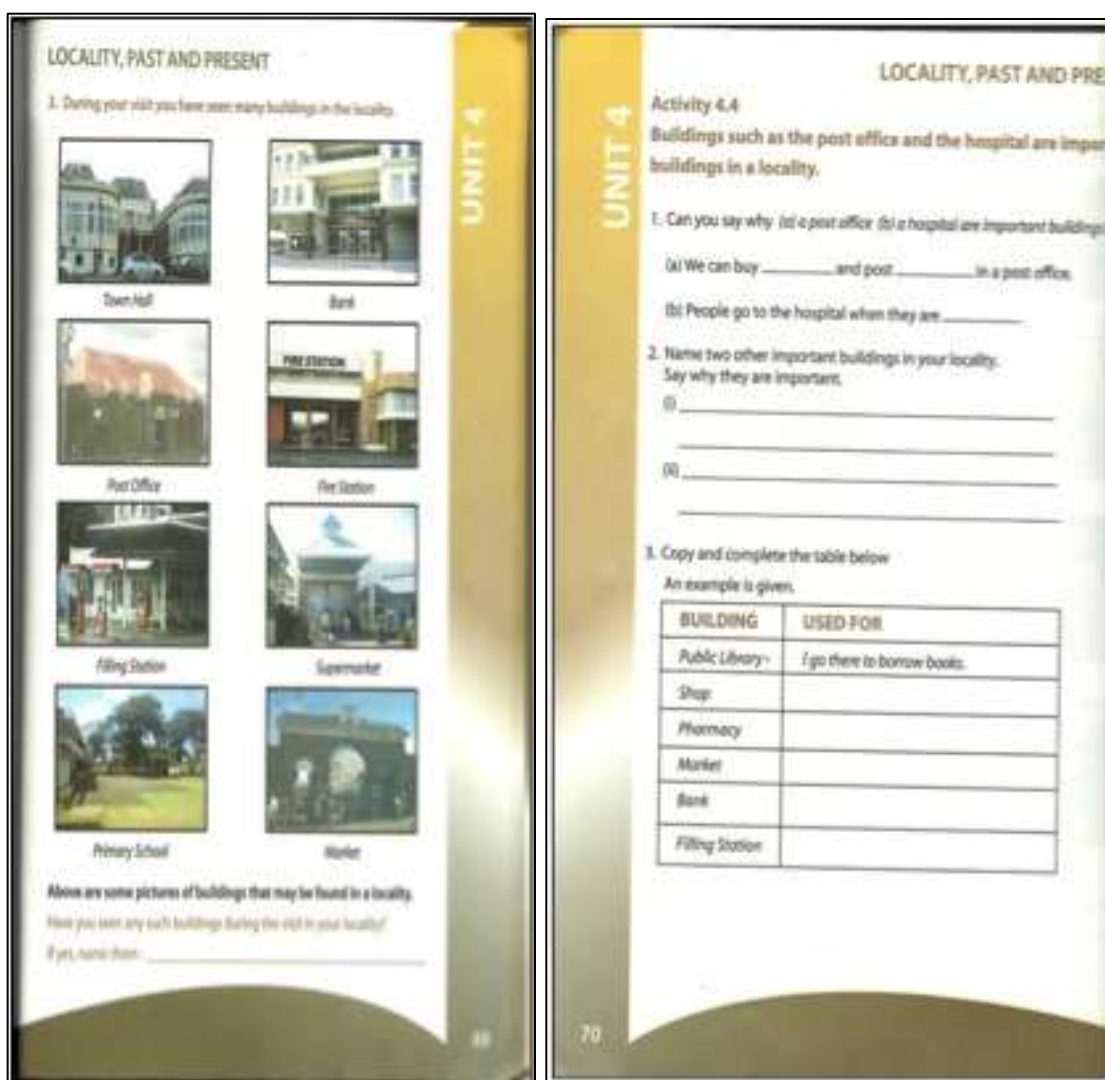 LOCALITY, PAST AND PRESENT
3. During your visit you have seen many buildings in the locality.
UNIT 4
Town Hall
Bank
FIRE STATION
Post Office
Fire Station
Filling Station
Supermarket
Primary School
Market
Above are some pictures of buildings that may be found in a locality.
Have you seen any such buildings during the visit in your locality?
If yes, name them:
69
LOCALITY, PAST AND PRE
UNIT 4
Activity 4.4
Buildings such as the post office and the hospital are impor
buildings in a locality.
1. Can you say why (a) a post office (b) a hospital are important buildings
(a) We can buy ________ and post ________ in a post office.
(b) People go to the hospital when they are ________
2. Name two other important buildings in your locality.
Say why they are important.
(i)
(ii)
3. Copy and complete the table below
An example is given.
BUILDING USED FOR
Public Library- I go there to borrow books.
Shop
Pharmacy
Market
Bank
Filling Station
70